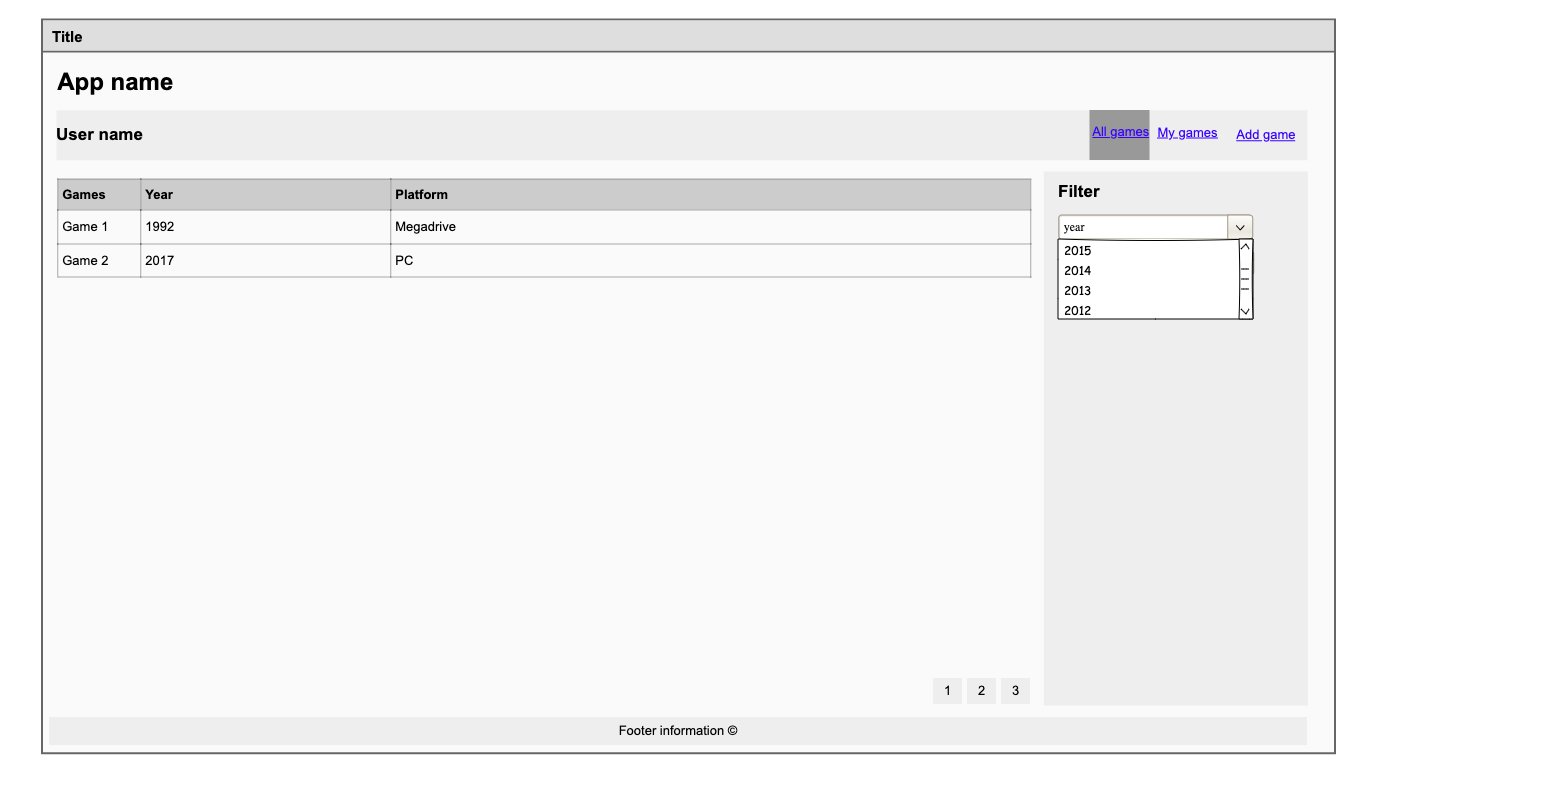 Title
App name
User name
All games My games Add game
Games Year Platform
Game 1 1992 Megadrive
Game 2 2017 PC
Filter
year
2015
2014
2013
2012
1 2 3
Footer information ©